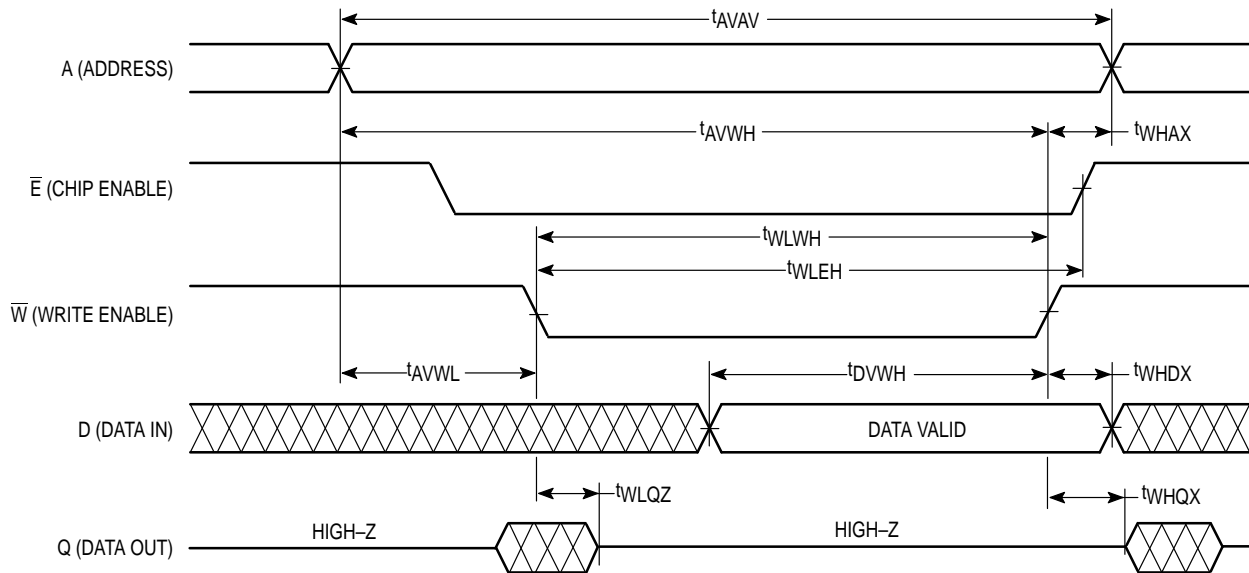 tAVAV
A (ADDRESS)
tAVWH
tWHAX
E (CHIP ENABLE)
tWLWH
tWLEH
W (WRITE ENABLE)
tAVWL
tDVWH
tWHDX
D (DATA IN)
DATA VALID
tWLQZ
tWHQX
HIGH–Z
HIGH–Z
Q (DATA OUT)